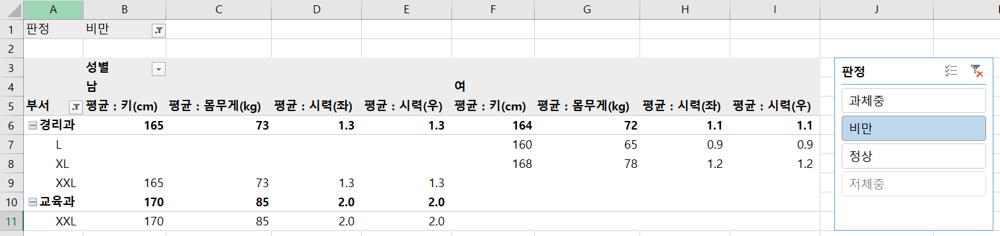 A B C D E F G H I J
1 판정 비만
2
3 성별
4 남 여
5 부서 평균 : 키(cm) 평균 : 몸무게(kg) 평균 : 시력(좌) 평균 : 시력(우) 평균 : 키(cm) 평균 : 몸무게(kg) 평균 : 시력(좌) 평균 : 시력(우)
6 경리과 165 73 1.3 1.3 164 72 1.1 1.1
7 L 160 65 0.9 0.9
8 XL 168 78 1.2 1.2
9 XXL 165 73 1.3 1.3
10 교육과 170 85 2.0 2.0
11 XXL 170 85 2.0 2.0
판정
과체중
비만
정상
저체중